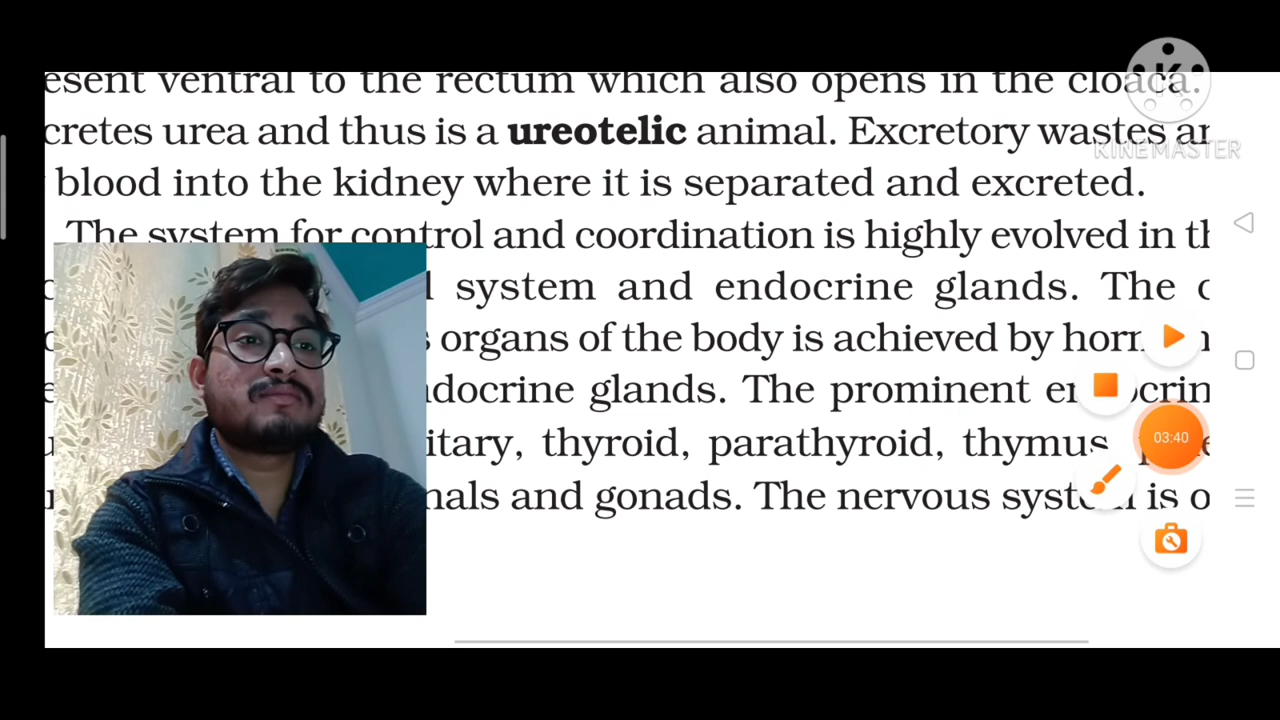 esent ventral to the rectum which also opens in the cloaca.
cretes urea and thus is a ureotelic animal. Excretory wastes ar
blood into the kidney where it is separated and excreted.
The system for control and coordination is highly evolved in th
system and endocrine glands. The
organs of the body is achieved by
docrine glands. The prominent
itary, thyroid, parathyroid, thymus,
nals and gonads. The nervous system is o
KINEMASTER
03:40